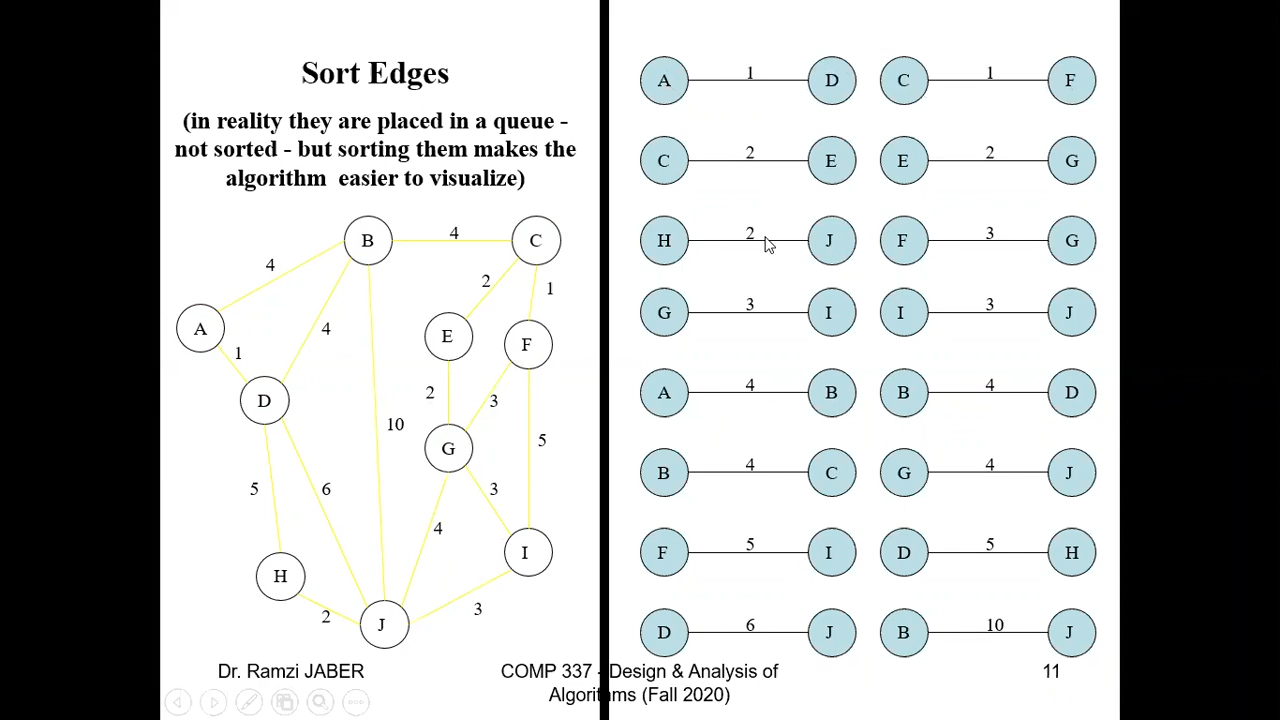 Sort Edges
(in reality they are placed in a queue -
not sorted - but sorting them makes the
algorithm easier to visualize)
B 4 C
4
2
1
A
4
E
F
1
D
2
3
10
5
G
5
6
3
4
I
H
2
J
3
A 1 D C 1 F
C 2 E E 2 G
H 2 J F 3 G
G 3 I I 3 J
A 4 B B 4 D
B 4 C G 4 J
F 5 I D 5 H
D 6 J B 10 J
Dr. Ramzi JABER
COMP 337 - Design & Analysis of
Algorithms (Fall 2020)
11